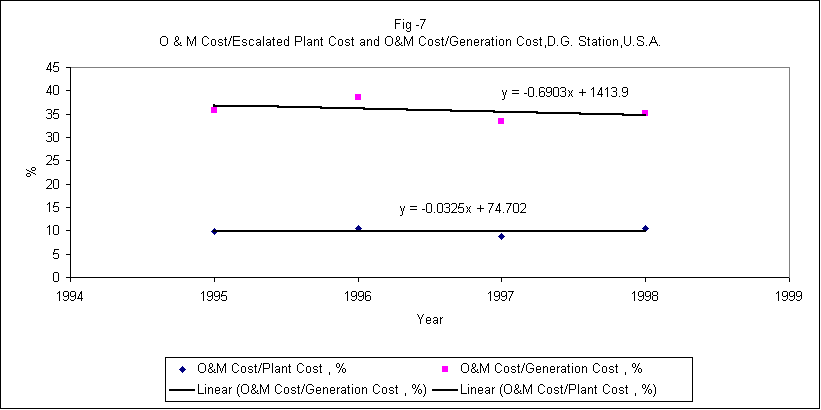 Fig -7
O & M Cost/Escalated Plant Cost and O&M Cost/Generation Cost,D.G. Station,U.S.A.
45
40
35
30
25
20
15
10
5
0
%
y = -0.6903x + 1413.9
y = -0.0325x + 74.702
1994 1995 1996 1997 1998 1999
Year
O&M Cost/Plant Cost , % O&M Cost/Generation Cost , %
Linear (O&M Cost/Generation Cost , %) Linear (O&M Cost/Plant Cost , %)